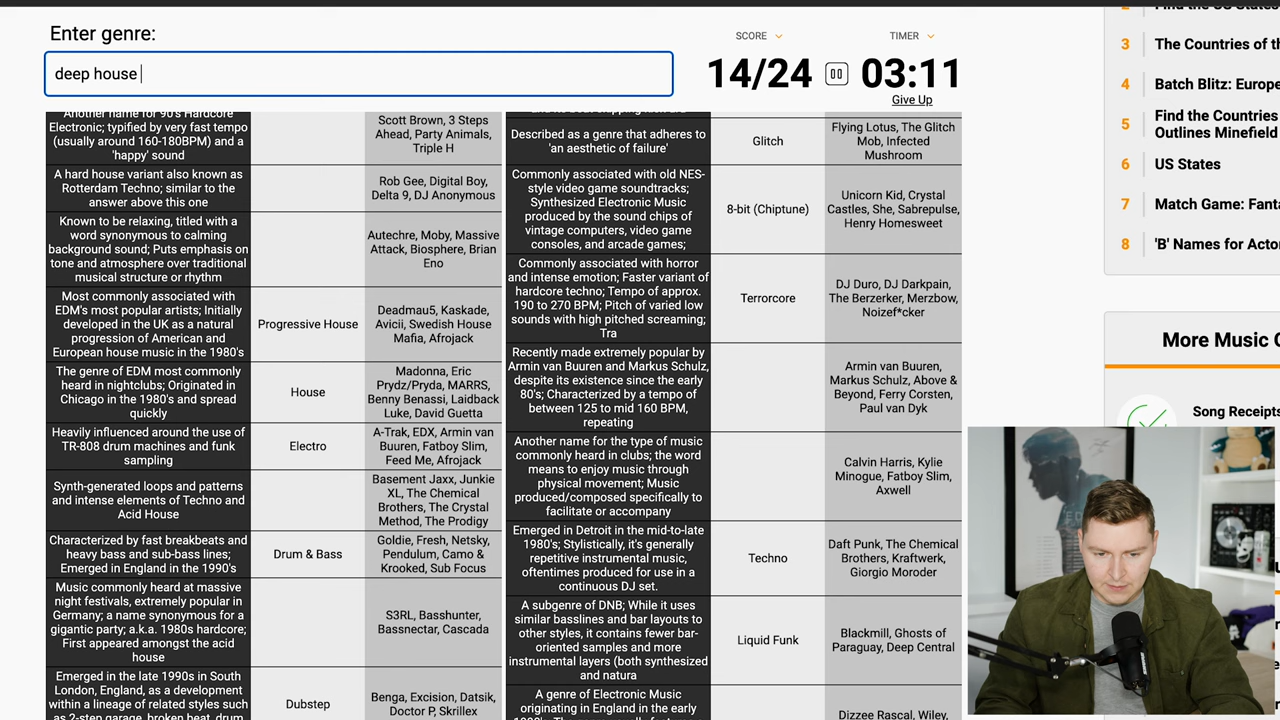 Enter genre:
deep house
SCORE
TIMER
14/24
03:11
Give Up
Another name for 90's Hardcore
Electronic; typified by very fast tempo
(usually around 160-180BPM) and a
'happy' sound
Scott Brown, 3 Steps
Ahead, Party Animals,
Triple H
A hard house variant also known as
Rotterdam Techno; similar to the
answer above this one
Rob Gee, Digital Boy,
Delta 9, DJ Anonymous
Known to be relaxing, titled with a
word synonymous to calming
background sound; Puts emphasis on
tone and atmosphere over traditional
musical structure or rhythm
Autechre, Moby, Massive
Attack, Biosphere, Brian
Eno
Most commonly associated with
EDM's most popular artists; Initially
developed in the UK as a natural
progression of American and
European house music in the 1980's
Progressive House
Deadmau5, Kaskade,
Avicii, Swedish House
Mafia, Afrojack
The genre of EDM most commonly
heard in nightclubs; Originated in
Chicago in the 1980's and spread
quickly
House
Madonna, Eric
Prydz/Pryda, MARRS,
Benny Benassi, Laidback
Luke, David Guetta
Heavily influenced around the use of
TR-808 drum machines and funk
sampling
Electro
A-Trak, EDX, Armin van
Buuren, Fatboy Slim,
Feed Me, Afrojack
Synth-generated loops and patterns
and intense elements of Techno and
Acid House
Basement Jaxx, Junkie
XL, The Chemical
Brothers, The Crystal
Method, The Prodigy
Characterized by fast breakbeats and
heavy bass and sub-bass lines;
Emerged in England in the 1990's
Drum & Bass
Goldie, Fresh, Netsky,
Pendulum, Camo &
Krooked, Sub Focus
Music commonly heard at massive
night festivals, extremely popular in
Germany; a name synonymous for a
gigantic party; a.k.a. 1980s hardcore;
First appeared amongst the acid
house
S3RL, Basshunter,
Bassnectar, Cascada
Emerged in the late 1990s in South
London, England, as a development
within a lineage of related styles such
as 2-step garage, broken beat, drum
Dubstep
Benga, Excision, Datsik,
Doctor P, Skrillex
Described as a genre that adheres to
'an aesthetic of failure'
Glitch
Flying Lotus, The Glitch
Mob, Infected
Mushroom
Commonly associated with old NES-
style video game soundtracks;
Synthesized Electronic Music
produced by the sound chips of
vintage computers, video game
consoles, and arcade games;
8-bit (Chiptune)
Unicorn Kid, Crystal
Castles, She, Sabrepulse,
Henry Homesweet
Commonly associated with horror
and intense emotion; Faster variant of
hardcore techno; Tempo of approx.
190 to 270 BPM; Pitch of varied low
sounds with high pitched screaming;
Tra
Terrorcore
DJ Duro, DJ Darkpain,
The Berzerker, Merzbow,
Noizef*cker
Recently made extremely popular by
Armin van Buuren and Markus Schulz,
despite its existence since the early
80's; Characterized by a tempo of
between 125 to mid 160 BPM,
repeating
Armin van Buuren,
Markus Schulz, Above &
Beyond, Ferry Corsten,
Paul van Dyk
Another name for the type of music
commonly heard in clubs; the word
means to enjoy music through
physical movement; Music
produced/composed specifically to
facilitate or accompany
Calvin Harris, Kylie
Minogue, Fatboy Slim,
Axwell
Emerged in Detroit in the mid-to-late
1980's; Stylistically, it's generally
repetitive instrumental music,
oftentimes produced for use in a
continuous DJ set.
Techno
Daft Punk, The Chemical
Brothers, Kraftwerk,
Giorgio Moroder
A subgenre of DNB; While it uses
similar basslines and bar layouts to
other styles, it contains fewer bar-
oriented samples and more
instrumental layers (both synthesized
and natura
Liquid Funk
Blackmill, Ghosts of
Paraguay, Deep Central
A genre of Electronic Music
originating in England in the early
Dizzee Rascal, Wiley,
3 The Countries of th
4 Batch Blitz: Europe
5 Find the Countries
Outlines Minefield
6 US States
7 Match Game: Fanta
8 'B' Names for Acto
More Music
Song Receipts